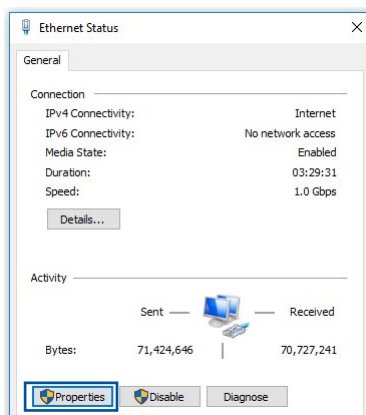 Ethernet Status
General
Connection
IPv4 Connectivity: Internet
IPv6 Connectivity: No network access
Media State: Enabled
Duration: 03:29:31
Speed: 1.0 Gbps
Details...
Activity
Sent Received
Bytes: 71,424,646 70,727,241
Properties Disable Diagnose